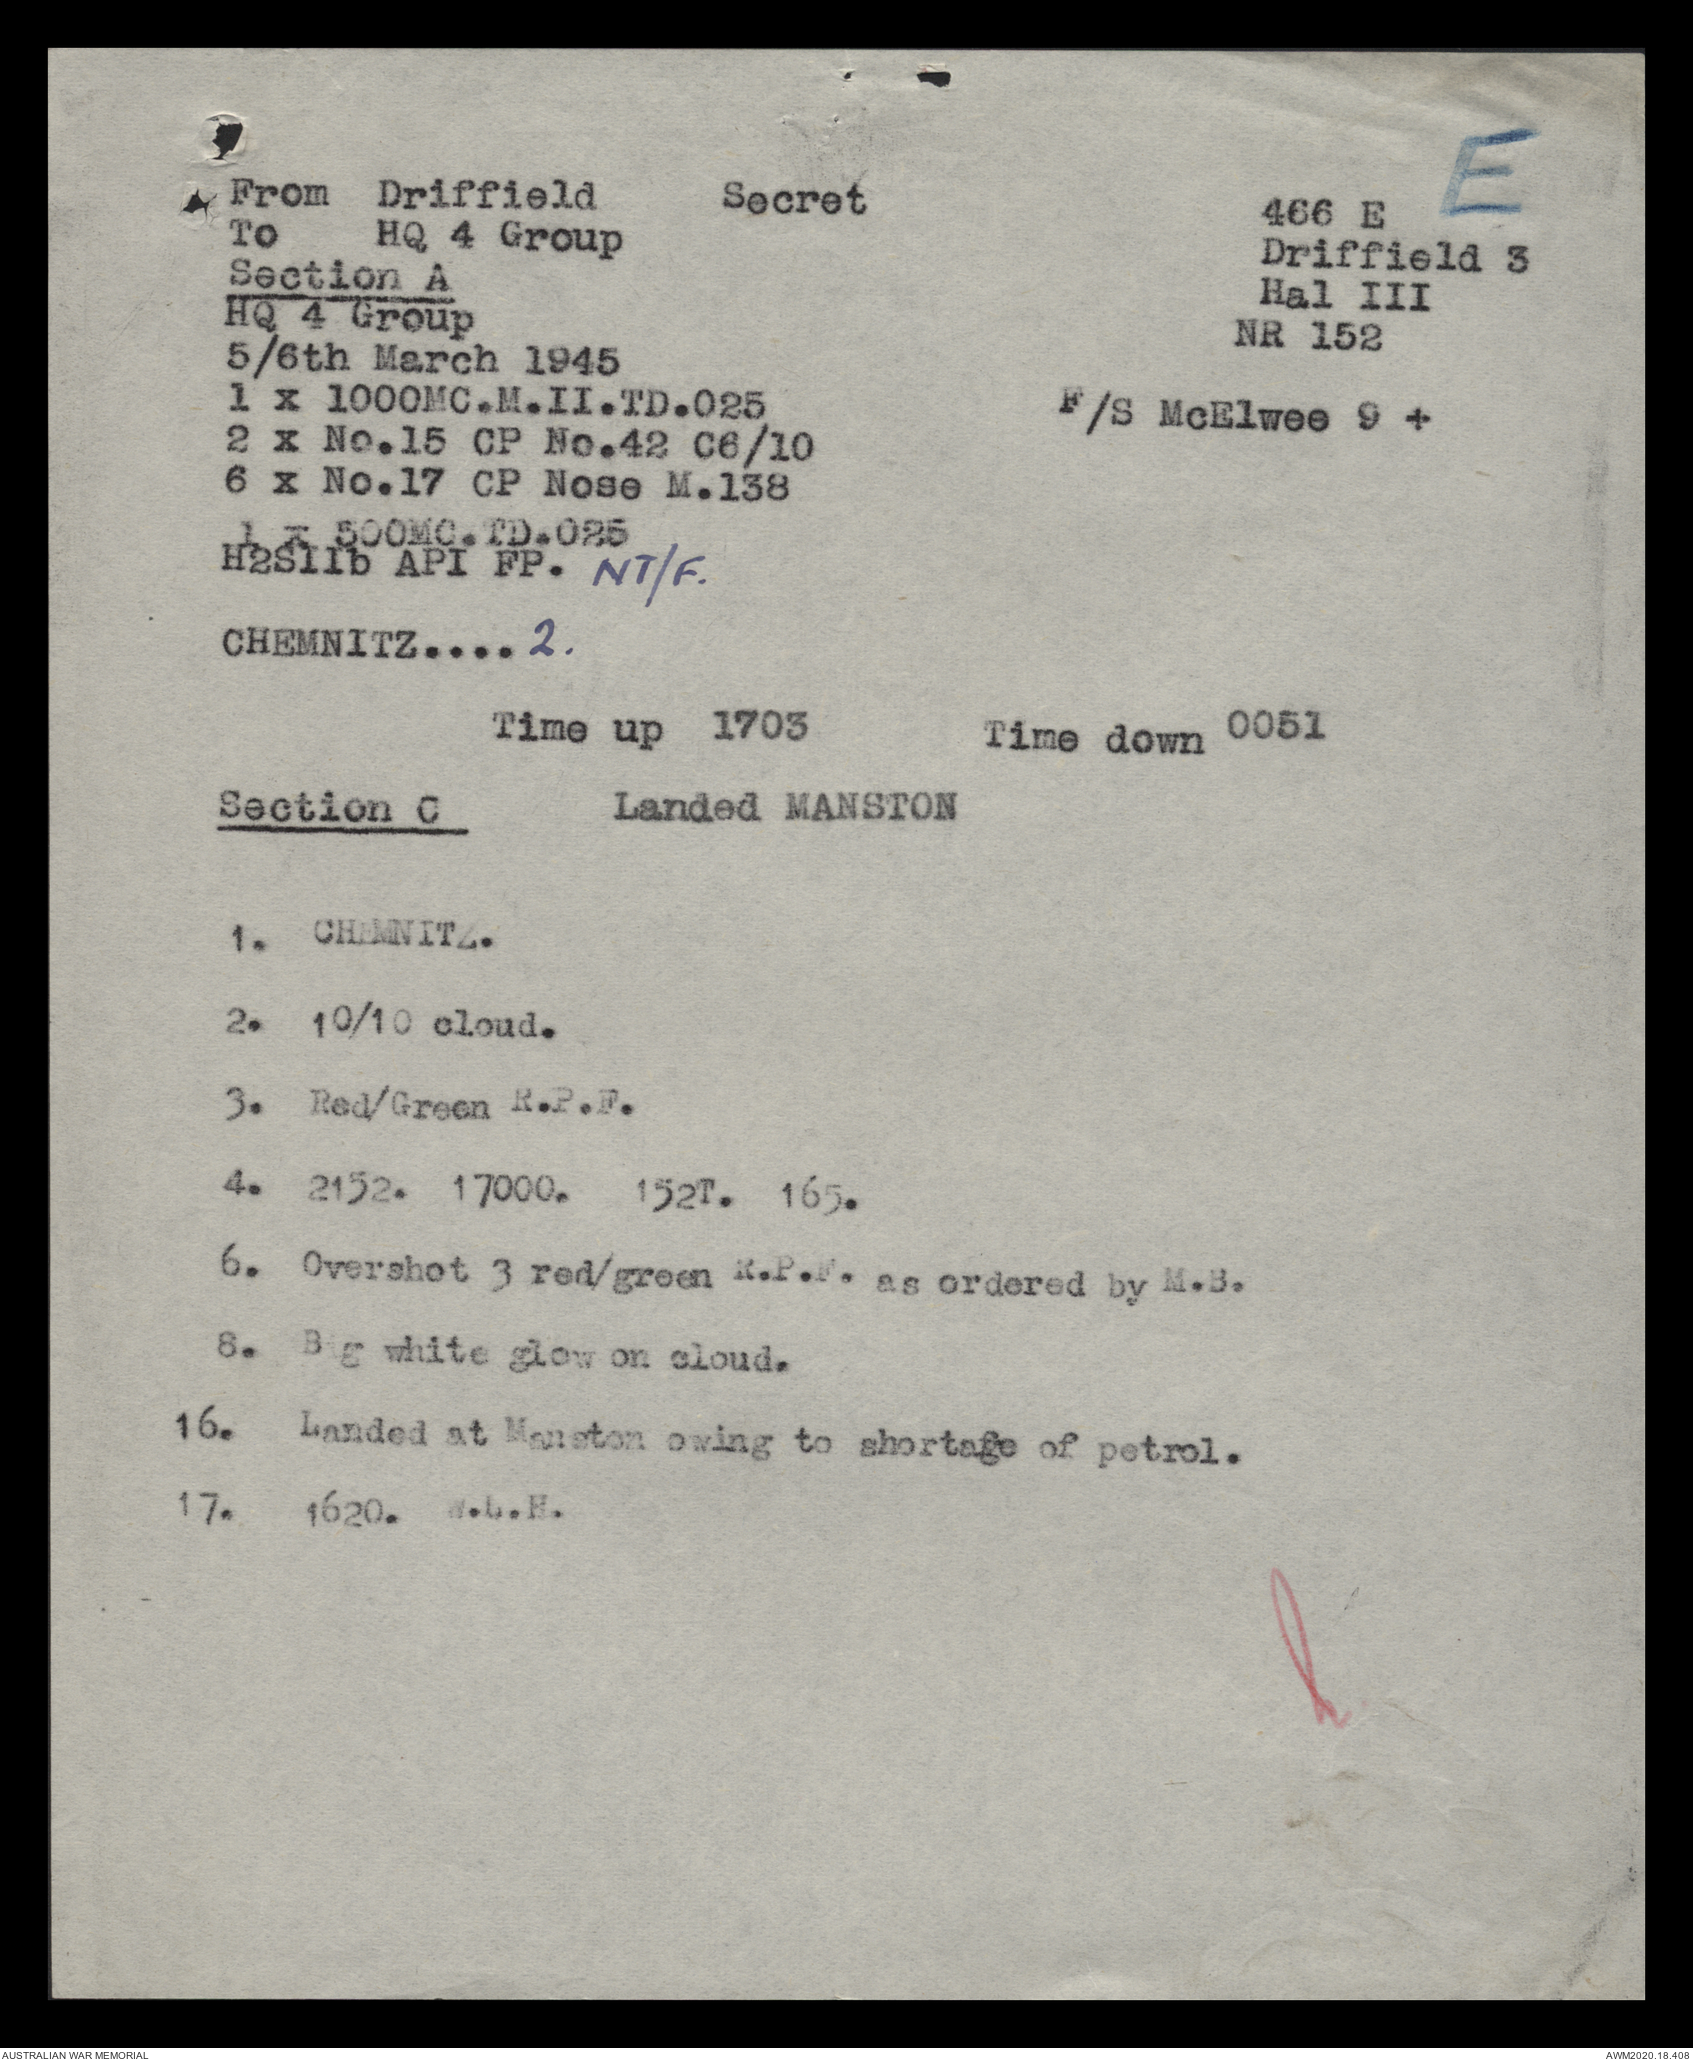 E
From Driffield Secret
To HQ 4 Group
Section A
HQ 4 Group
5/6th March 1945
1 x 1000MC.M.II.TD.025
2 x No.15 CP No.42 C6/10
6 x No.17 CP Nose M.138
1 x 500MC.TD.025
H2SIIb API FP. NT/F.
466 E
Driffield 3
Hal III
NR 152
F/S McElwee 9 +
CHEMNITZ.... 2.
Time up 1703 Time down 0051
Section C Landed MANSTON
1. CHEMNITZ.
2. 10/10 cloud.
3. Red/Green R.P.F.
4. 2152. 17000. 152T. 165.
6. Overshot 3 red/green R.P.F. as ordered by M.B.
8. Big white glow on cloud.
16. Landed at Manston owing to shortage of petrol.
17. 1620.
AUSTRALIAN WAR MEMORIAL AWM2020.18.408